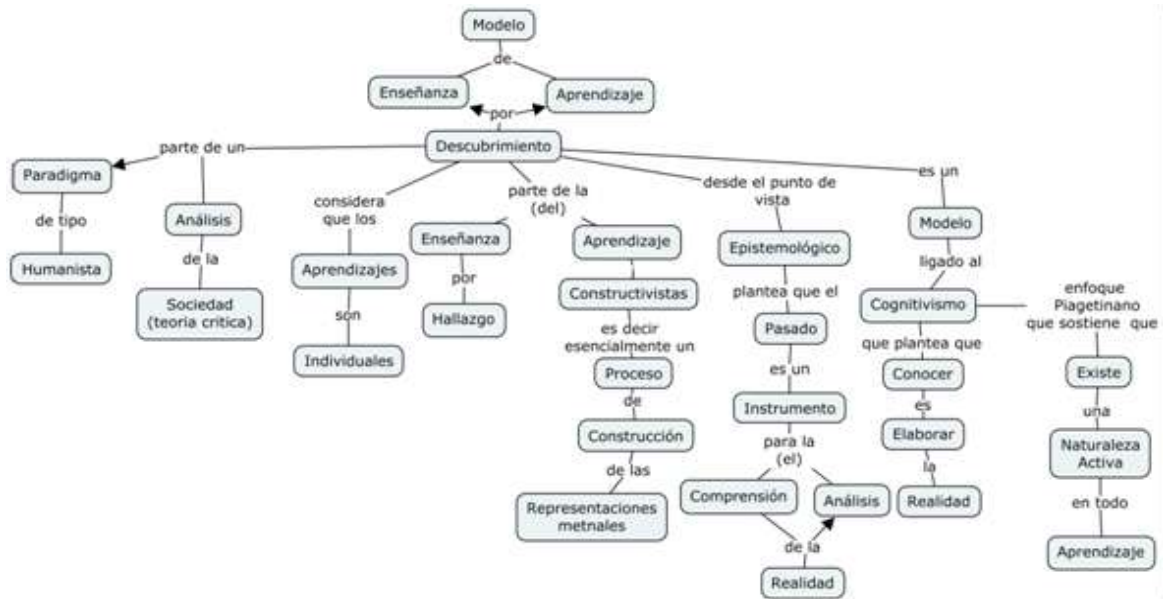 Modelo
de
Enseñanza
Aprendizaje
por
Descubrimiento
parte de un
Paradigma
de tipo
Humanista
Análisis
de la
Sociedad
(teoria critica)
considera
que los
Aprendizajes
son
Individuales
parte de la
(del)
Enseñanza
por
Hallazgo
Aprendizaje
Constructivistas
es decir
esencialmente un
Proceso
de
Construcción
de las
Representaciones
metnales
desde el punto de
vista
Epistemológico
plantea que el
Pasado
es un
Instrumento
para la
(el)
Comprensión
Análisis
de la
Realidad
es un
Modelo
ligado al
Cognitivismo
que plantea que
Conocer
es
Elaborar
la
Realidad
enfoque
Piagetinano
que sostiene que
Existe
una
Naturaleza
Activa
en todo
Aprendizaje